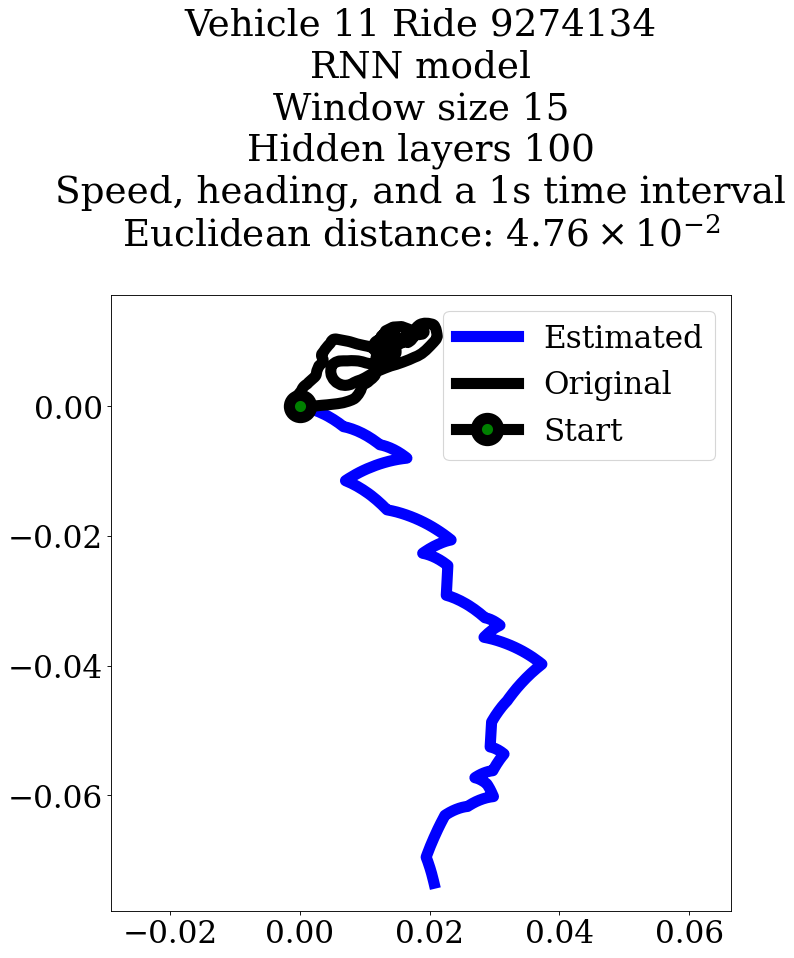 Vehicle 11 Ride 9274134
RNN model
Window size 15
Hidden layers 100
Speed, heading, and a 1s time interval
Euclidean distance: 4.76 × 10⁻²
Estimated
Original
Start
0.00
−0.02
−0.04
−0.06
−0.02 0.00 0.02 0.04 0.06